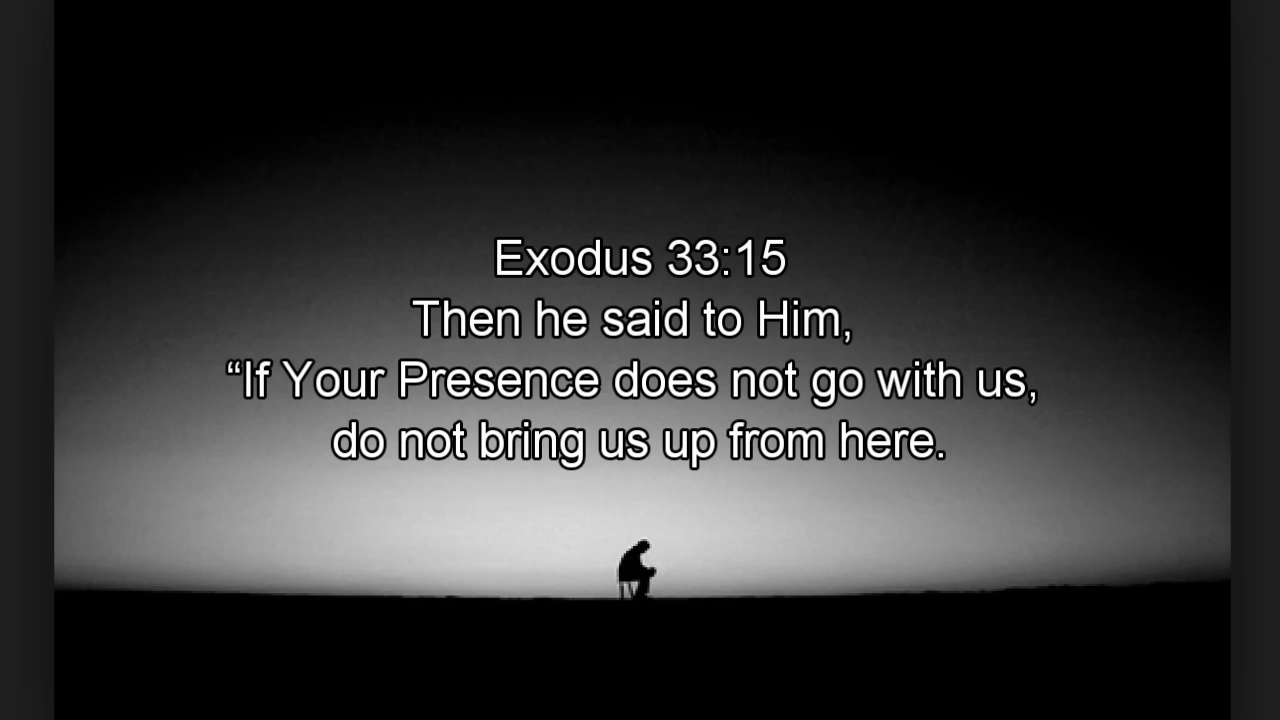 Exodus 33:15
Then he said to Him,
“If Your Presence does not go with us,
do not bring us up from here.